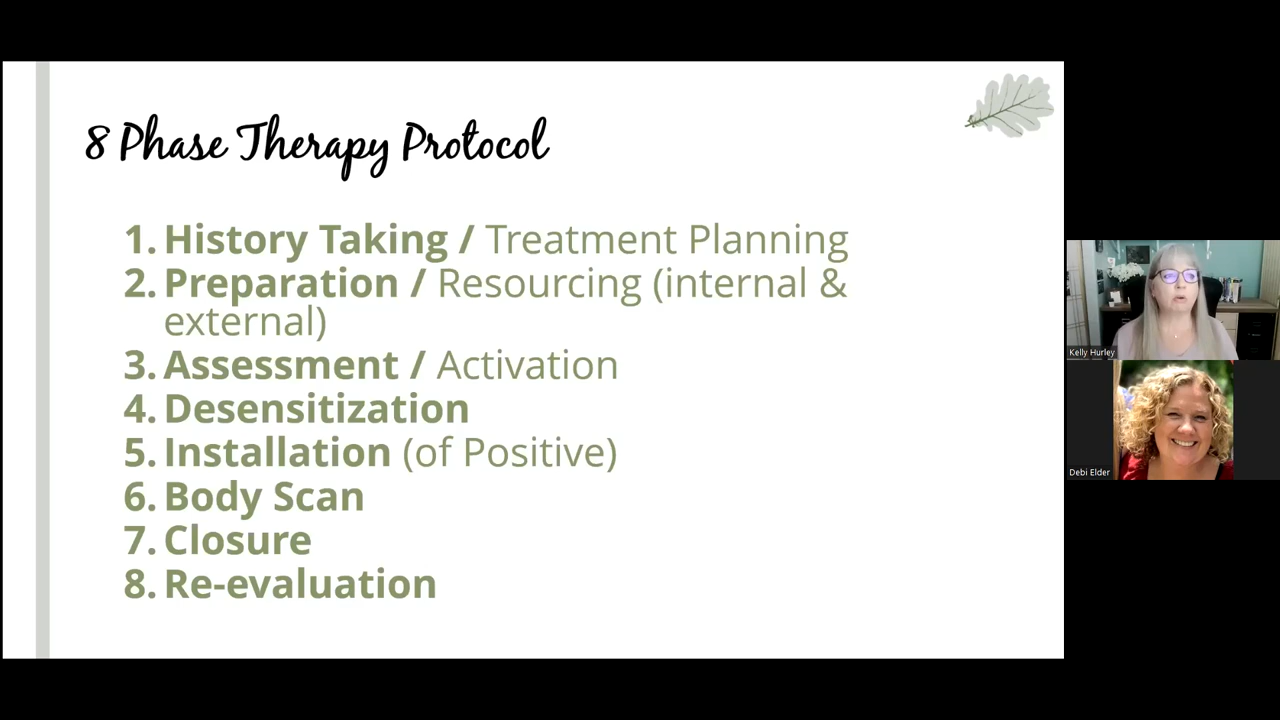 8 Phase Therapy Protocol
1. History Taking / Treatment Planning
2. Preparation / Resourcing (internal &
external)
3. Assessment / Activation
4. Desensitization
5. Installation (of Positive)
6. Body Scan
7. Closure
8. Re-evaluation
Kelly Hurley
Debi Elder